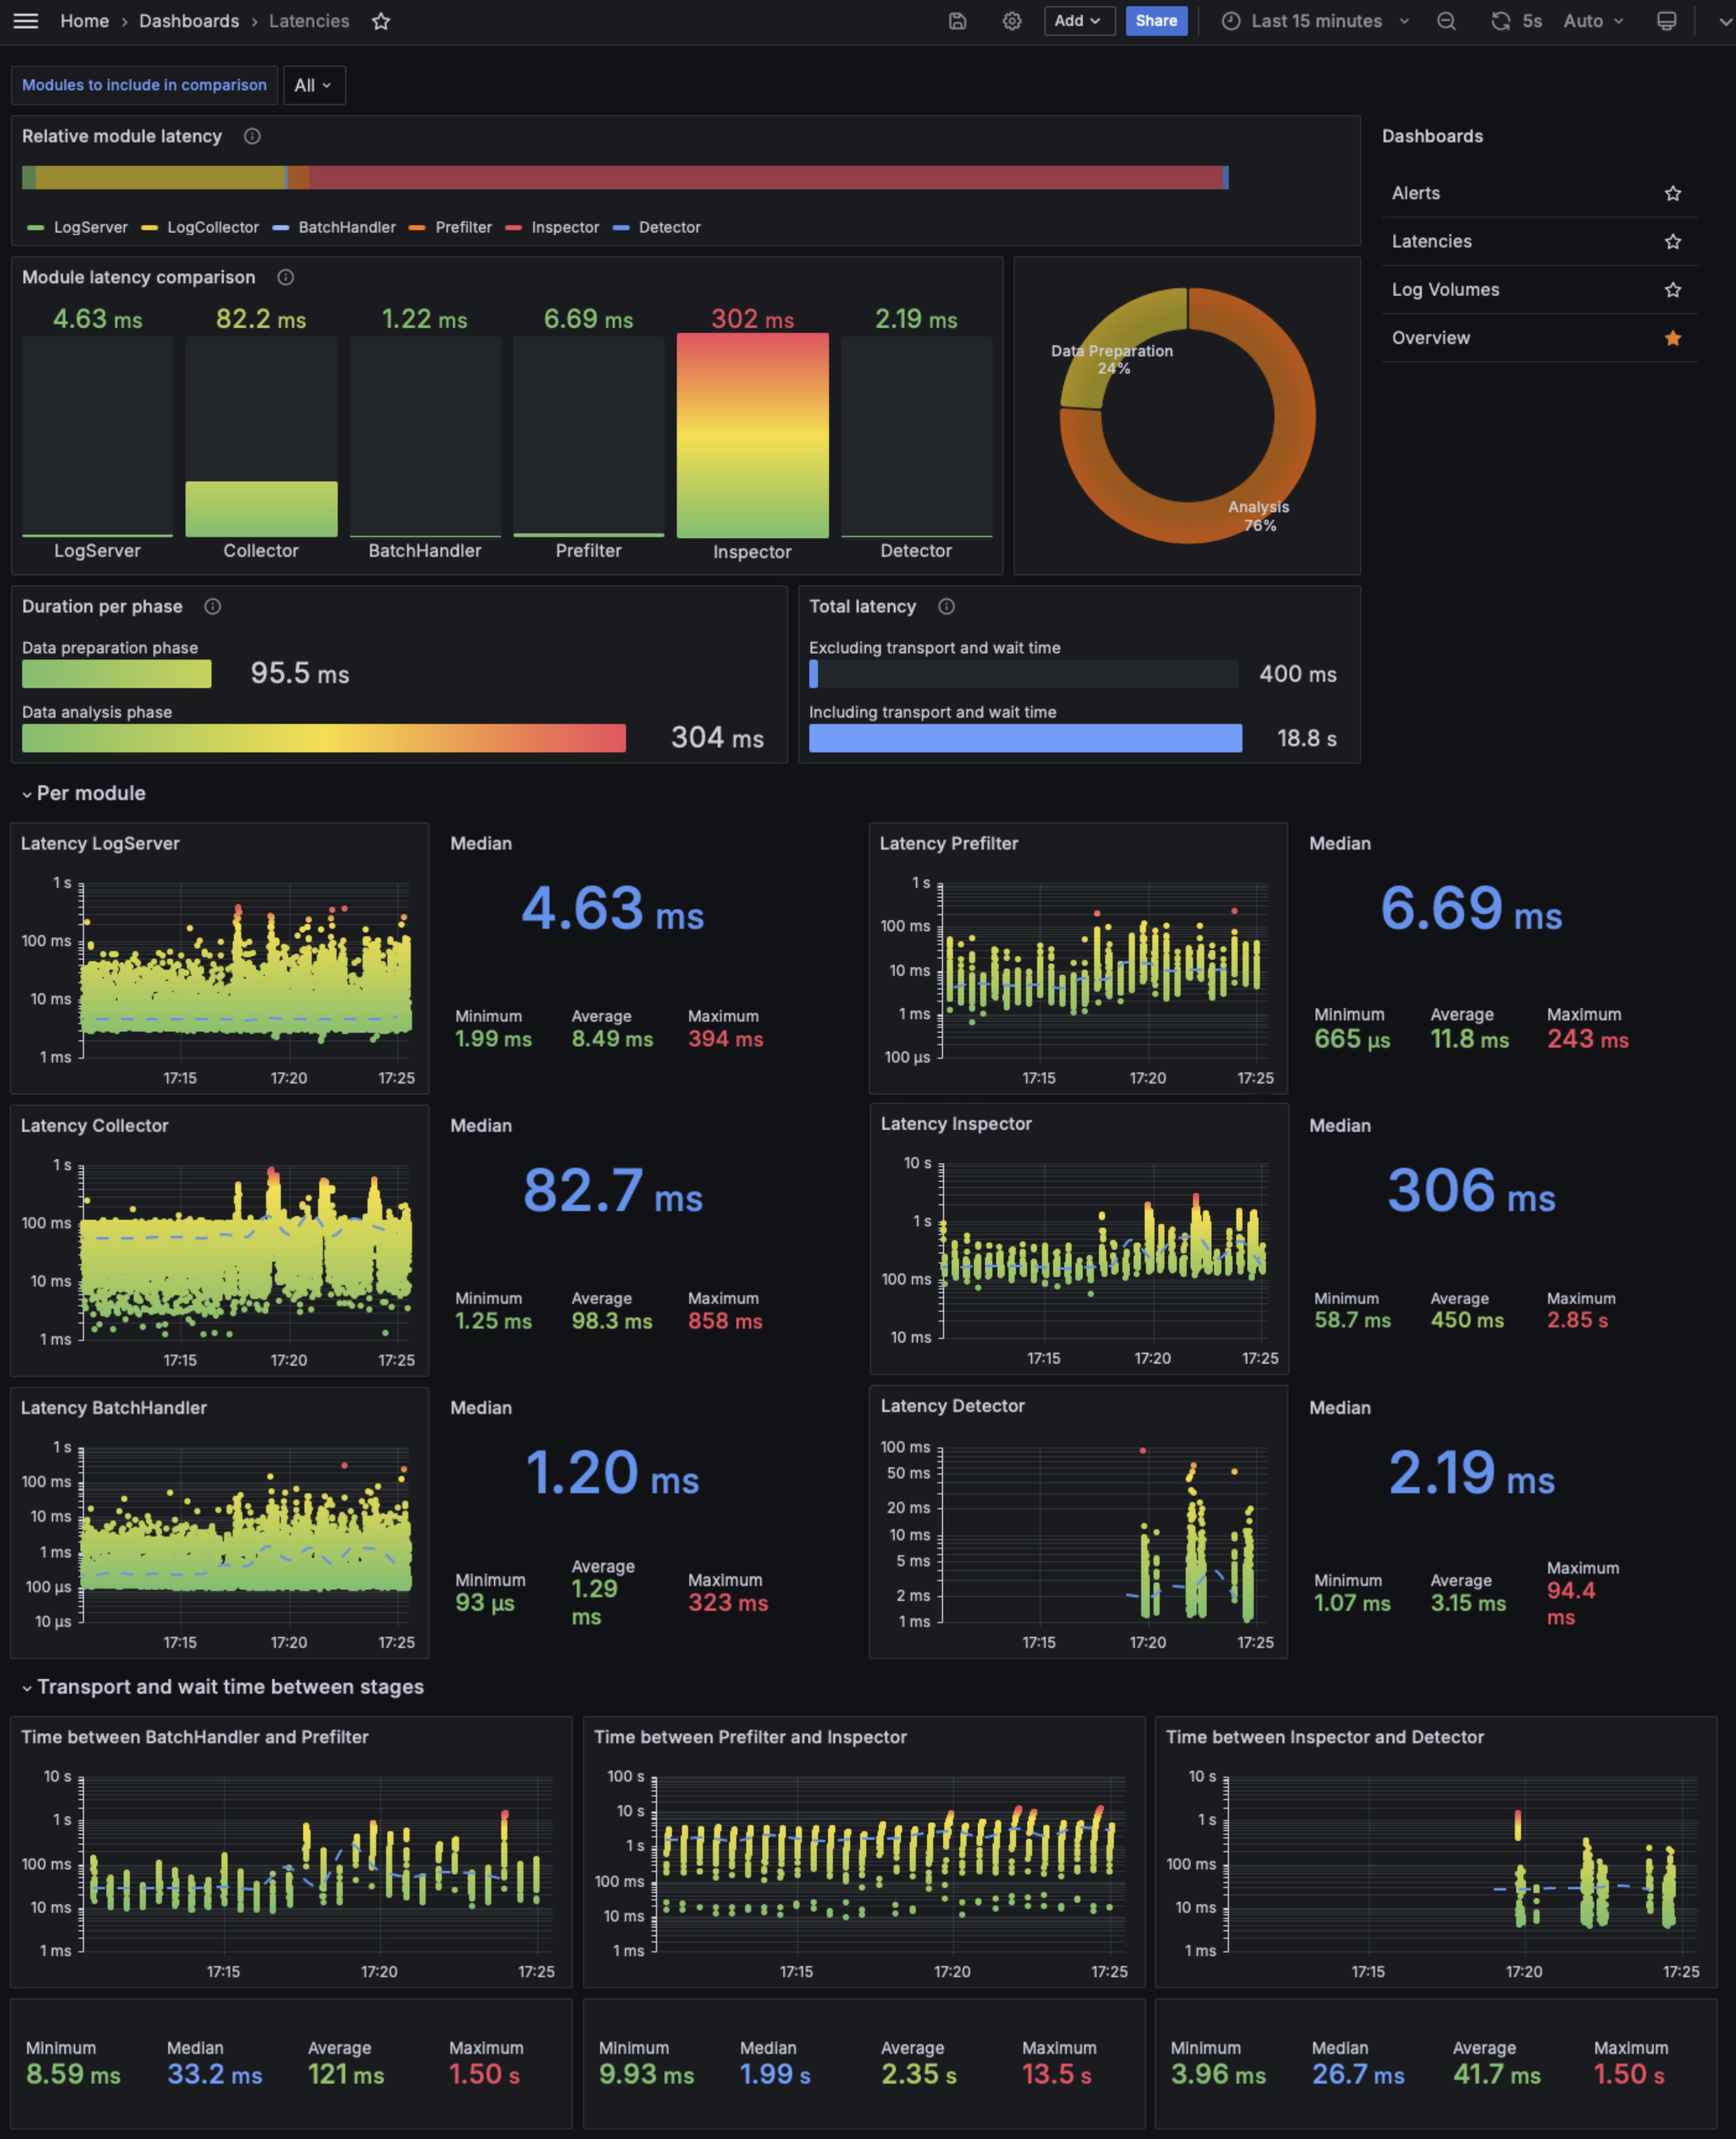 Home › Dashboards › Latencies
Add
Share
Last 15 minutes
5s
Auto
Modules to include in comparison
All
Relative module latency
LogServer LogCollector BatchHandler Prefilter Inspector Detector
Dashboards
Alerts
Latencies
Log Volumes
Overview
Module latency comparison
4.63 ms 82.2 ms 1.22 ms 6.69 ms 302 ms 2.19 ms
LogServer Collector BatchHandler Prefilter Inspector Detector
Data Preparation
24%
Analysis
76%
Duration per phase
Data preparation phase
95.5 ms
Data analysis phase
304 ms
Total latency
Excluding transport and wait time
400 ms
Including transport and wait time
18.8 s
Per module
Latency LogServer
1 s
100 ms
10 ms
1 ms
17:15 17:20 17:25
Median
4.63 ms
Minimum Average Maximum
1.99 ms 8.49 ms 394 ms
Latency Prefilter
1 s
100 ms
10 ms
1 ms
100 µs
17:15 17:20 17:25
Median
6.69 ms
Minimum Average Maximum
665 µs 11.8 ms 243 ms
Latency Collector
1 s
100 ms
10 ms
1 ms
17:15 17:20 17:25
Median
82.7 ms
Minimum Average Maximum
1.25 ms 98.3 ms 858 ms
Latency Inspector
10 s
1 s
100 ms
10 ms
17:15 17:20 17:25
Median
306 ms
Minimum Average Maximum
58.7 ms 450 ms 2.85 s
Latency BatchHandler
1 s
100 ms
10 ms
1 ms
100 µs
10 µs
17:15 17:20 17:25
Median
1.20 ms
Minimum Average Maximum
93 µs 1.29 ms 323 ms
Latency Detector
100 ms
50 ms
20 ms
10 ms
5 ms
2 ms
1 ms
17:15 17:20 17:25
Median
2.19 ms
Minimum Average Maximum
1.07 ms 3.15 ms 94.4 ms
Transport and wait time between stages
Time between BatchHandler and Prefilter
10 s
1 s
100 ms
10 ms
1 ms
17:15 17:20 17:25
Time between Prefilter and Inspector
100 s
10 s
1 s
100 ms
10 ms
1 ms
17:15 17:20 17:25
Time between Inspector and Detector
10 s
1 s
100 ms
10 ms
1 ms
17:15 17:20 17:25
Minimum Median Average Maximum
8.59 ms 33.2 ms 121 ms 1.50 s
Minimum Median Average Maximum
9.93 ms 1.99 s 2.35 s 13.5 s
Minimum Median Average Maximum
3.96 ms 26.7 ms 41.7 ms 1.50 s